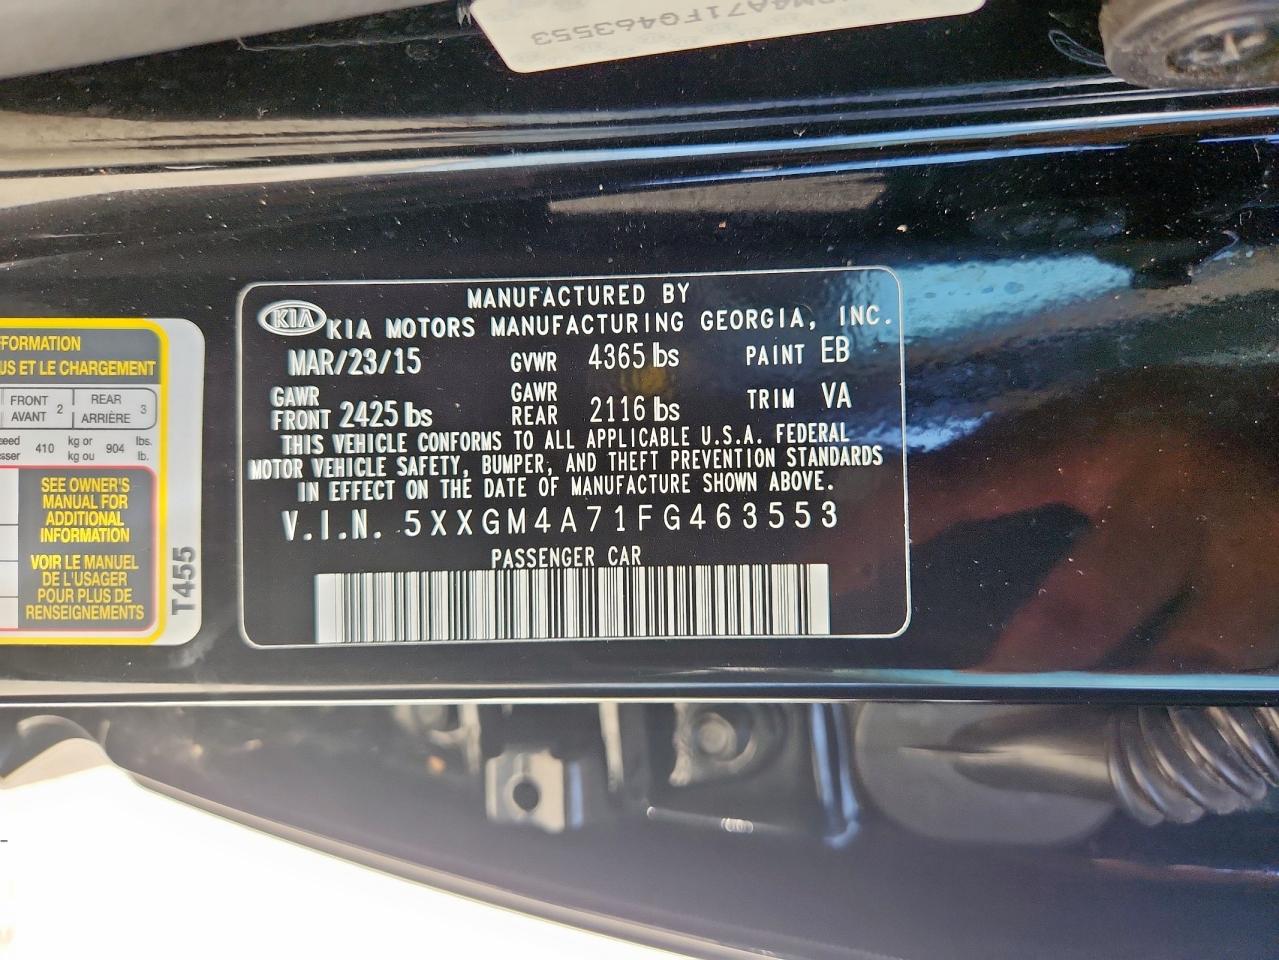 M4A71FG463553
MANUFACTURED BY
KIA KIA MOTORS MANUFACTURING GEORGIA, INC.
MAR/23/15 GVWR 4365 lbs PAINT EB
GAWR FRONT 2425 lbs GAWR REAR 2116 lbs TRIM VA
THIS VEHICLE CONFORMS TO ALL APPLICABLE U.S.A. FEDERAL
MOTOR VEHICLE SAFETY, BUMPER, AND THEFT PREVENTION STANDARDS
IN EFFECT ON THE DATE OF MANUFACTURE SHOWN ABOVE.
V.I.N. 5XXGM4A71FG463553
PASSENGER CAR
ET LE CHARGEMENT
FRONT AVANT 2 REAR ARRIÈRE 3
410 kg or kg ou 904 lbs. lb.
SEE OWNER'S
MANUAL FOR
ADDITIONAL
INFORMATION
VOIR LE MANUEL
DE L'USAGER
POUR PLUS DE
RENSEIGNEMENTS
T455